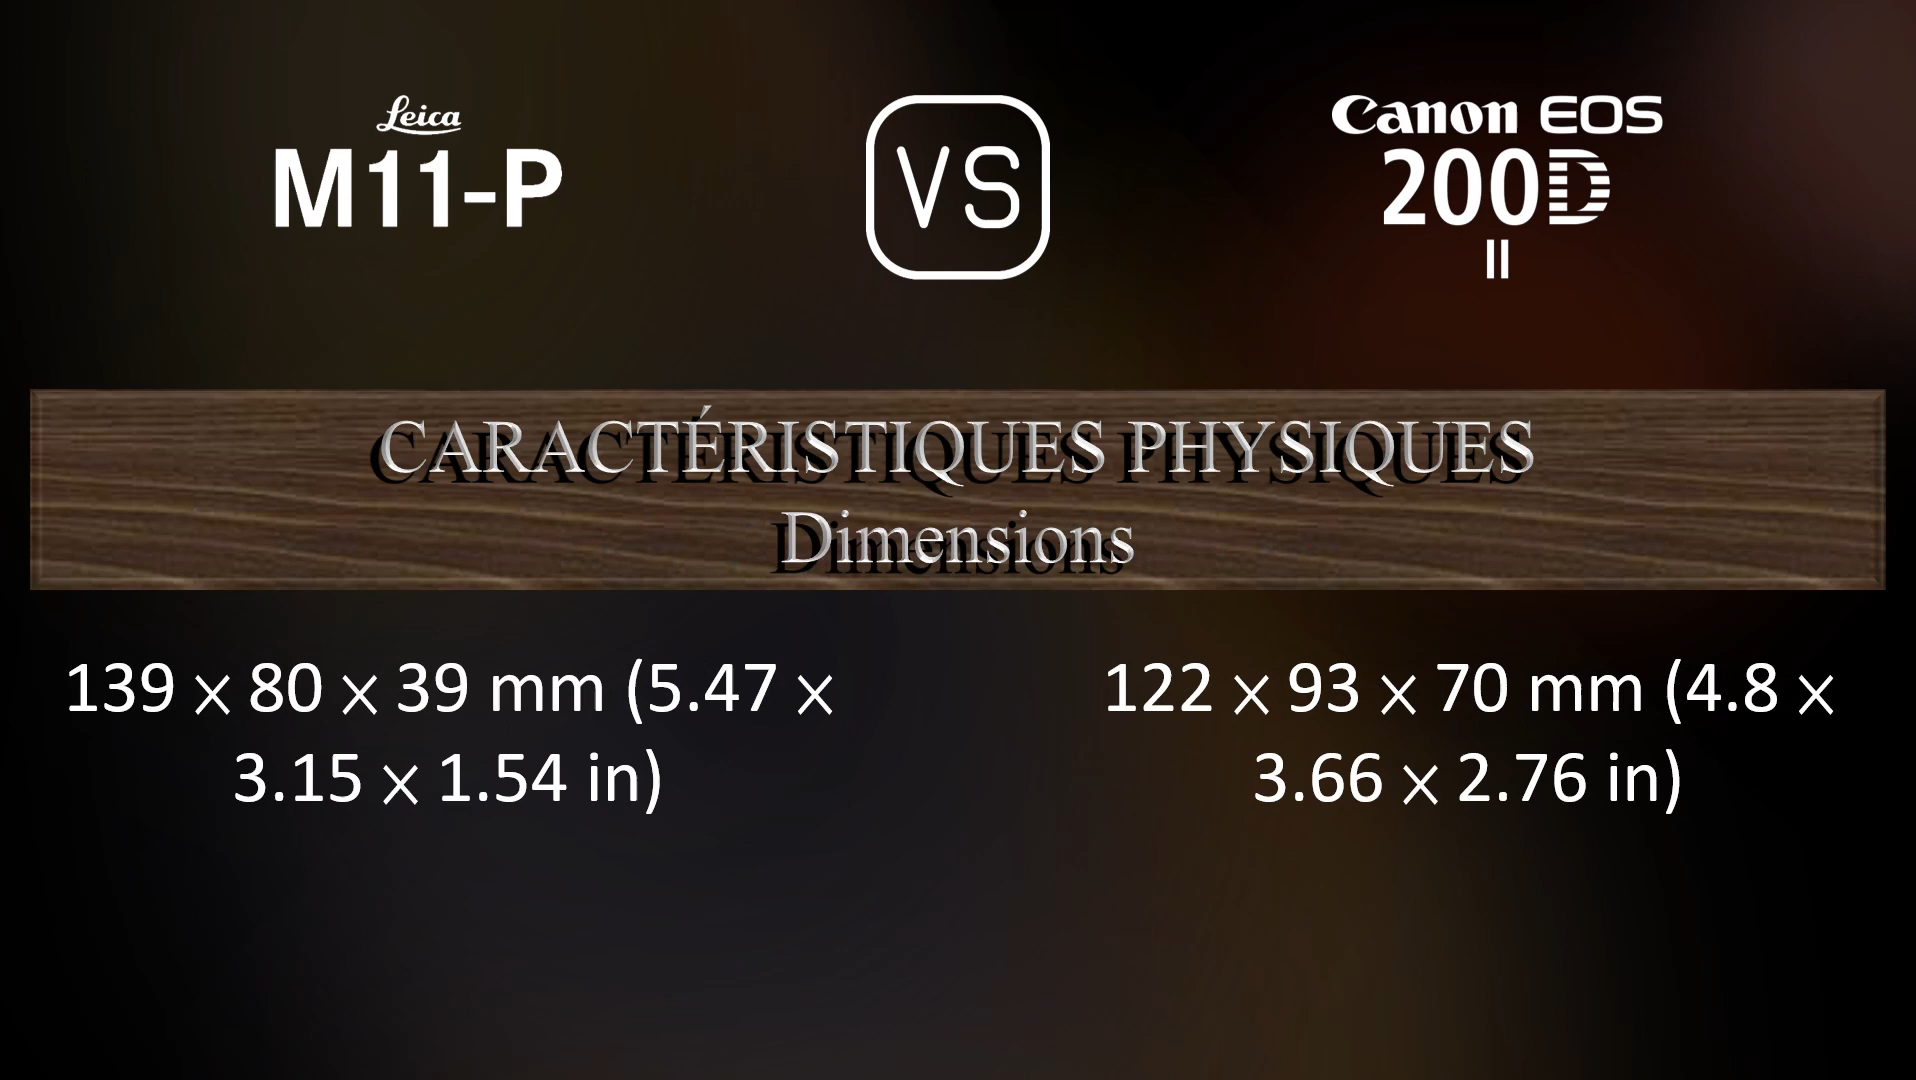 Leica
M11-P
VS
Canon EOS
200D
II
CARACTÉRISTIQUES PHYSIQUES
Dimensions
139 x 80 x 39 mm (5.47 x
3.15 x 1.54 in)
122 x 93 x 70 mm (4.8 x
3.66 x 2.76 in)